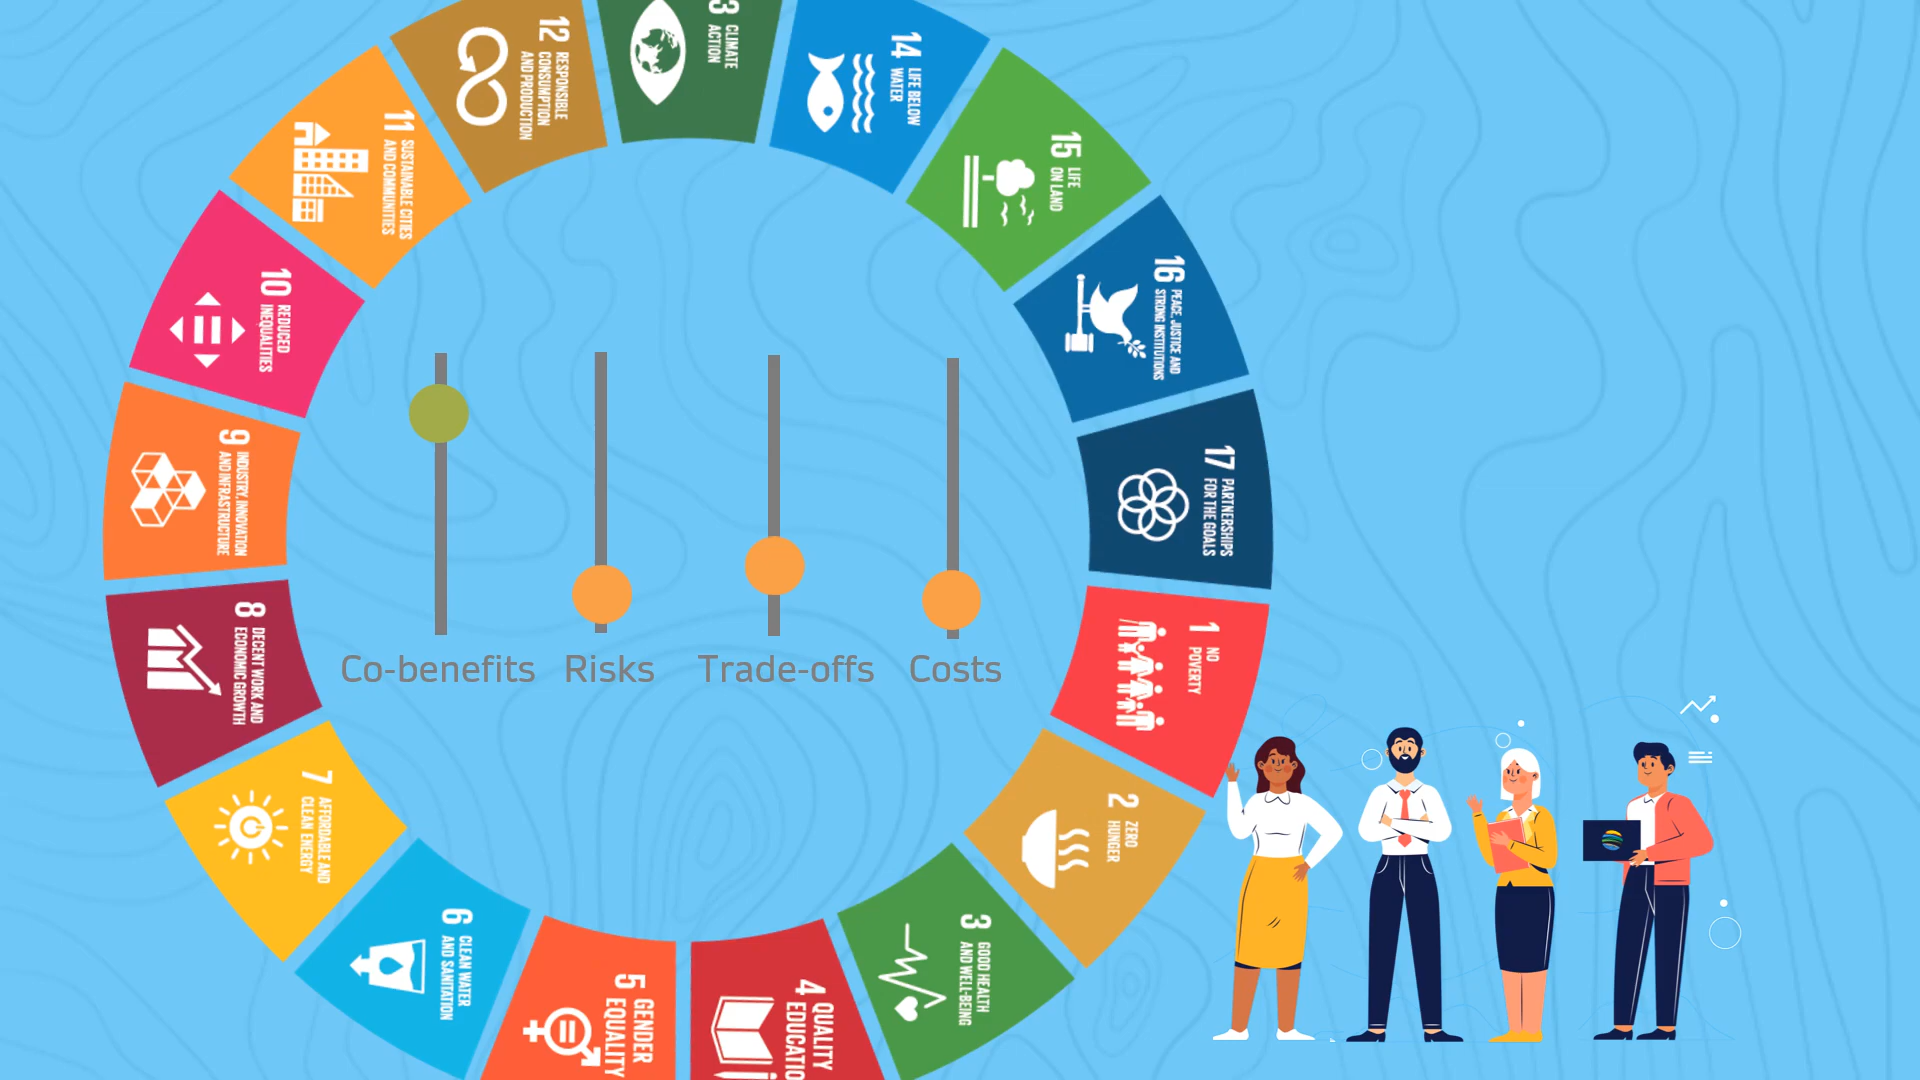 12 RESPONSIBLE
CONSUMPTION
AND PRODUCTION
3 CLIMATE
ACTION
14 LIFE BELOW
WATER
15 LIFE
ON LAND
16 PEACE, JUSTICE AND
STRONG INSTITUTIONS
17 PARTNERSHIPS
FOR THE GOALS
1 NO
POVERTY
2 ZERO
HUNGER
3 GOOD HEALTH
AND WELL-BEING
4 QUALITY
EDUCATIO
5 GENDER
EQUALITY
6 CLEAN WATER
AND SANITATION
7 AFFORDABLE AND
CLEAN ENERGY
8 DECENT WORK AND
ECONOMIC GROWTH
9 INDUSTRY, INNOVATION
AND INFRASTRUCTURE
10 REDUCED
INEQUALITIES
11 SUSTAINABLE CITIES
AND COMMUNITIES
Co-benefits Risks Trade-offs Costs